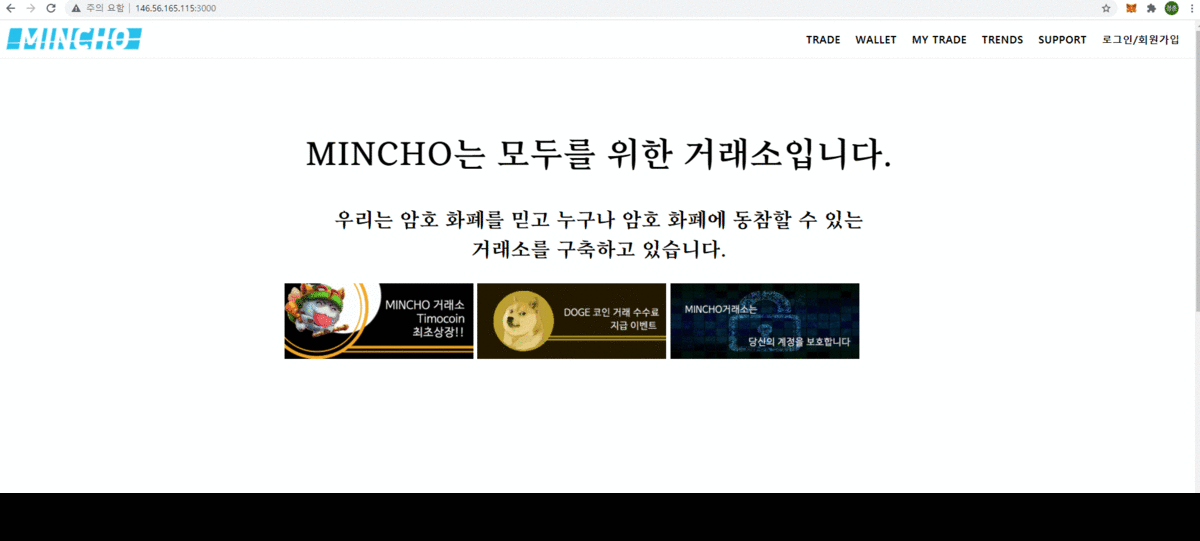 주의 요함 | 146.56.165.115:3000
정훈
MINCHO
TRADE WALLET MY TRADE TRENDS SUPPORT 로그인/회원가입
MINCHO는 모두를 위한 거래소입니다.
우리는 암호 화폐를 믿고 누구나 암호 화폐에 동참할 수 있는
거래소를 구축하고 있습니다.
MINCHO 거래소
Timocoin
최초상장!!
DOGE 코인 거래 수수료
지급 이벤트
MINCHO거래소는
당신의 계정을 보호합니다